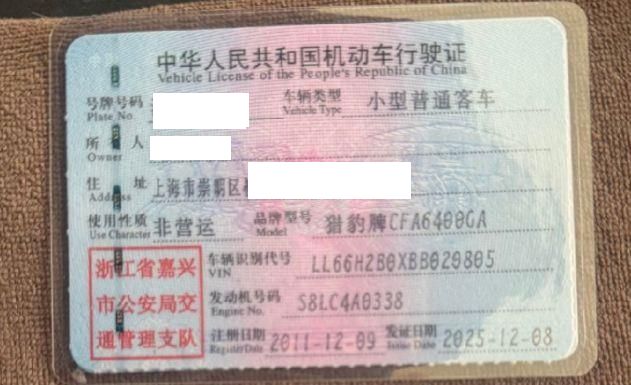 中华人民共和国机动车行驶证
Vehicle License of the People's Republic of China
号牌号码 车辆类型 小型普通客车
Plate No. Vehicle Type
所有人
Owner
住址 上海市崇明区
Address
使用性质 非营运 品牌型号 猎豹牌CFA6400GA
Use Character Model
浙江省嘉兴 车辆识别代号 LL66H2B0XBB020805
VIN
市公安局交 发动机号码 S8LC4A0338
Engine No.
通管理支队 注册日期 2011-12-09 发证日期 2025-12-08
Register Date Issue Date